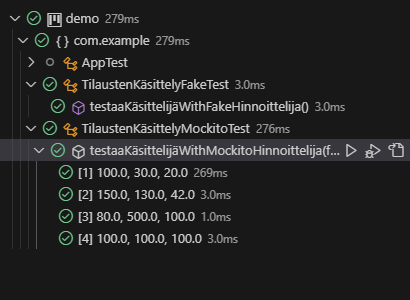 demo 279ms
{ } com.example 279ms
AppTest
TilaustenKäsittelyFakeTest 3.0ms
testaaKäsittelijäWithFakeHinnoittelija() 3.0ms
TilaustenKäsittelyMockitoTest 276ms
testaaKäsittelijäWithMockitoHinnoittelija(f...
[1] 100.0, 30.0, 20.0 269ms
[2] 150.0, 130.0, 42.0 3.0ms
[3] 80.0, 500.0, 100.0 1.0ms
[4] 100.0, 100.0, 100.0 3.0ms